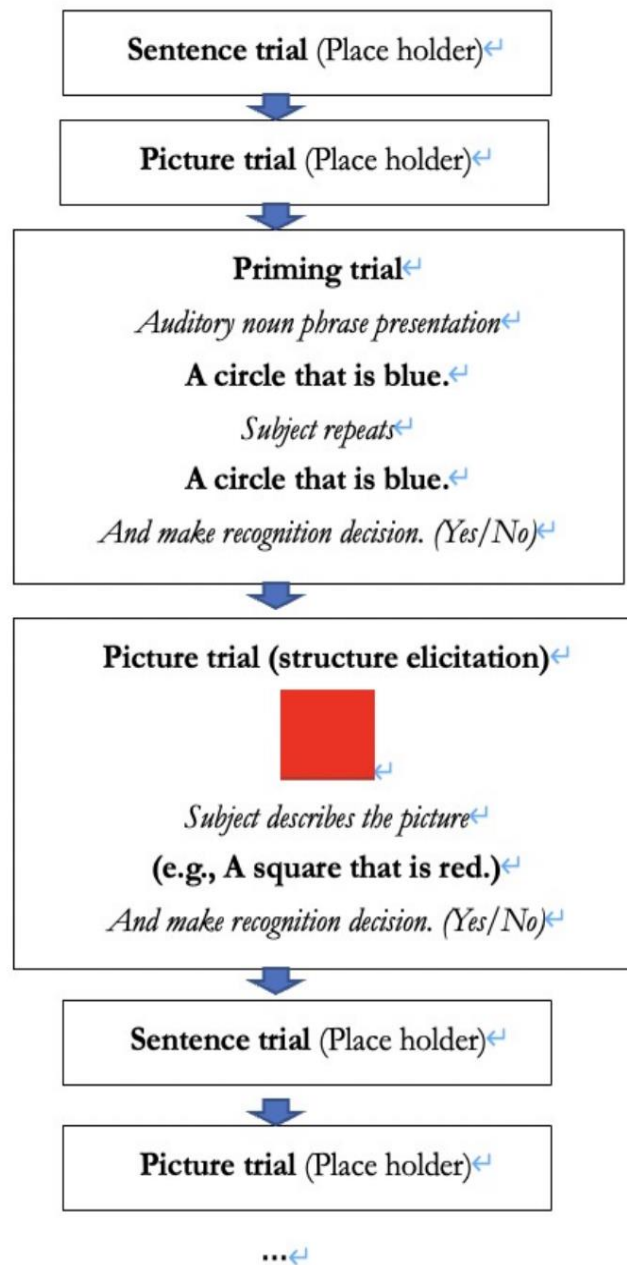 Sentence trial (Place holder)↵
Picture trial (Place holder)↵
Priming trial↵
Auditory noun phrase presentation↵
A circle that is blue.↵
Subject repeats↵
A circle that is blue.↵
And make recognition decision. (Yes/No)↵
Picture trial (structure elicitation)↵
↵
Subject describes the picture↵
(e.g., A square that is red.)↵
And make recognition decision. (Yes/No)↵
Sentence trial (Place holder)↵
Picture trial (Place holder)↵
...↵